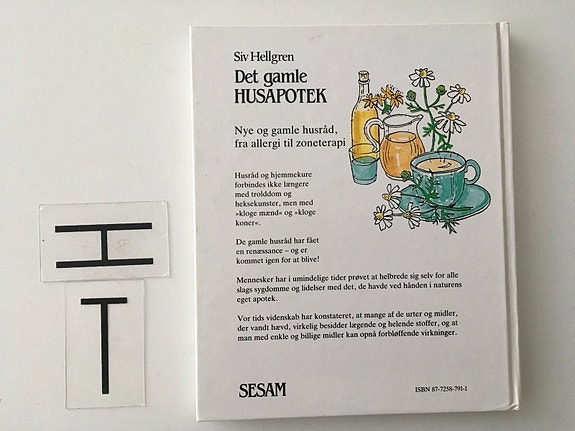 Siv Hellgren
Det gamle
HUSAPOTEK
Nye og gamle husråd,
fra allergi til zoneterapi
Husråd og hjemmekure
forbindes ikke længere
med trolddom og
heksekunster, men med
»kloge mænd« og »kloge
koner«.
De gamle husråd har fået
en renæssance – og er
kommet igen for at blive!
Mennesker har i umindelige tider prøvet at helbrede sig selv for alle
slags sygdomme og lidelser med det, de havde ved hånden i naturens
eget apotek.
Vor tids videnskab har konstateret, at mange af de urter og midler,
der vandt hævd, virkelig besidder lægende og helende stoffer, og at
man med enkle og billige midler kan opnå forbløffende virkninger.
SESAM
ISBN 87-7258-791-1
H
T